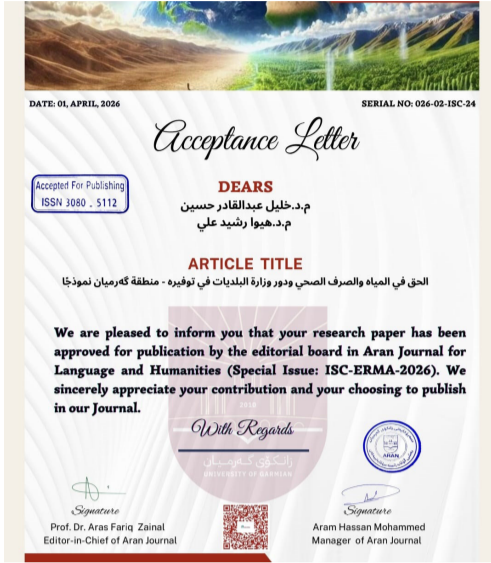 DATE: 01, APRIL, 2026
SERIAL NO: 026-02-ISC-24
Acceptance Letter
Accepted For Publishing
ISSN 3080 - 5112
DEARS
م.د.خليل عبدالقادر حسين
م.د.هيوا رشيد علي
ARTICLE TITLE
الحق في المياه والصرف الصحي ودور وزارة البلديات في توفيره - منطقة گەرمیان نموذجًا
We are pleased to inform you that your research paper has been
approved for publication by the editorial board in Aran Journal for
Language and Humanities (Special Issue: ISC-ERMA-2026). We
sincerely appreciate your contribution and your choosing to publish
in our Journal.
2010
With Regards
زانكۆی گەرمیان
UNIVERSITY OF GARMIAN
ARAN
Signature
Prof. Dr. Aras Fariq Zainal
Editor-in-Chief of Aran Journal
Signature
Aram Hassan Mohammed
Manager of Aran Journal